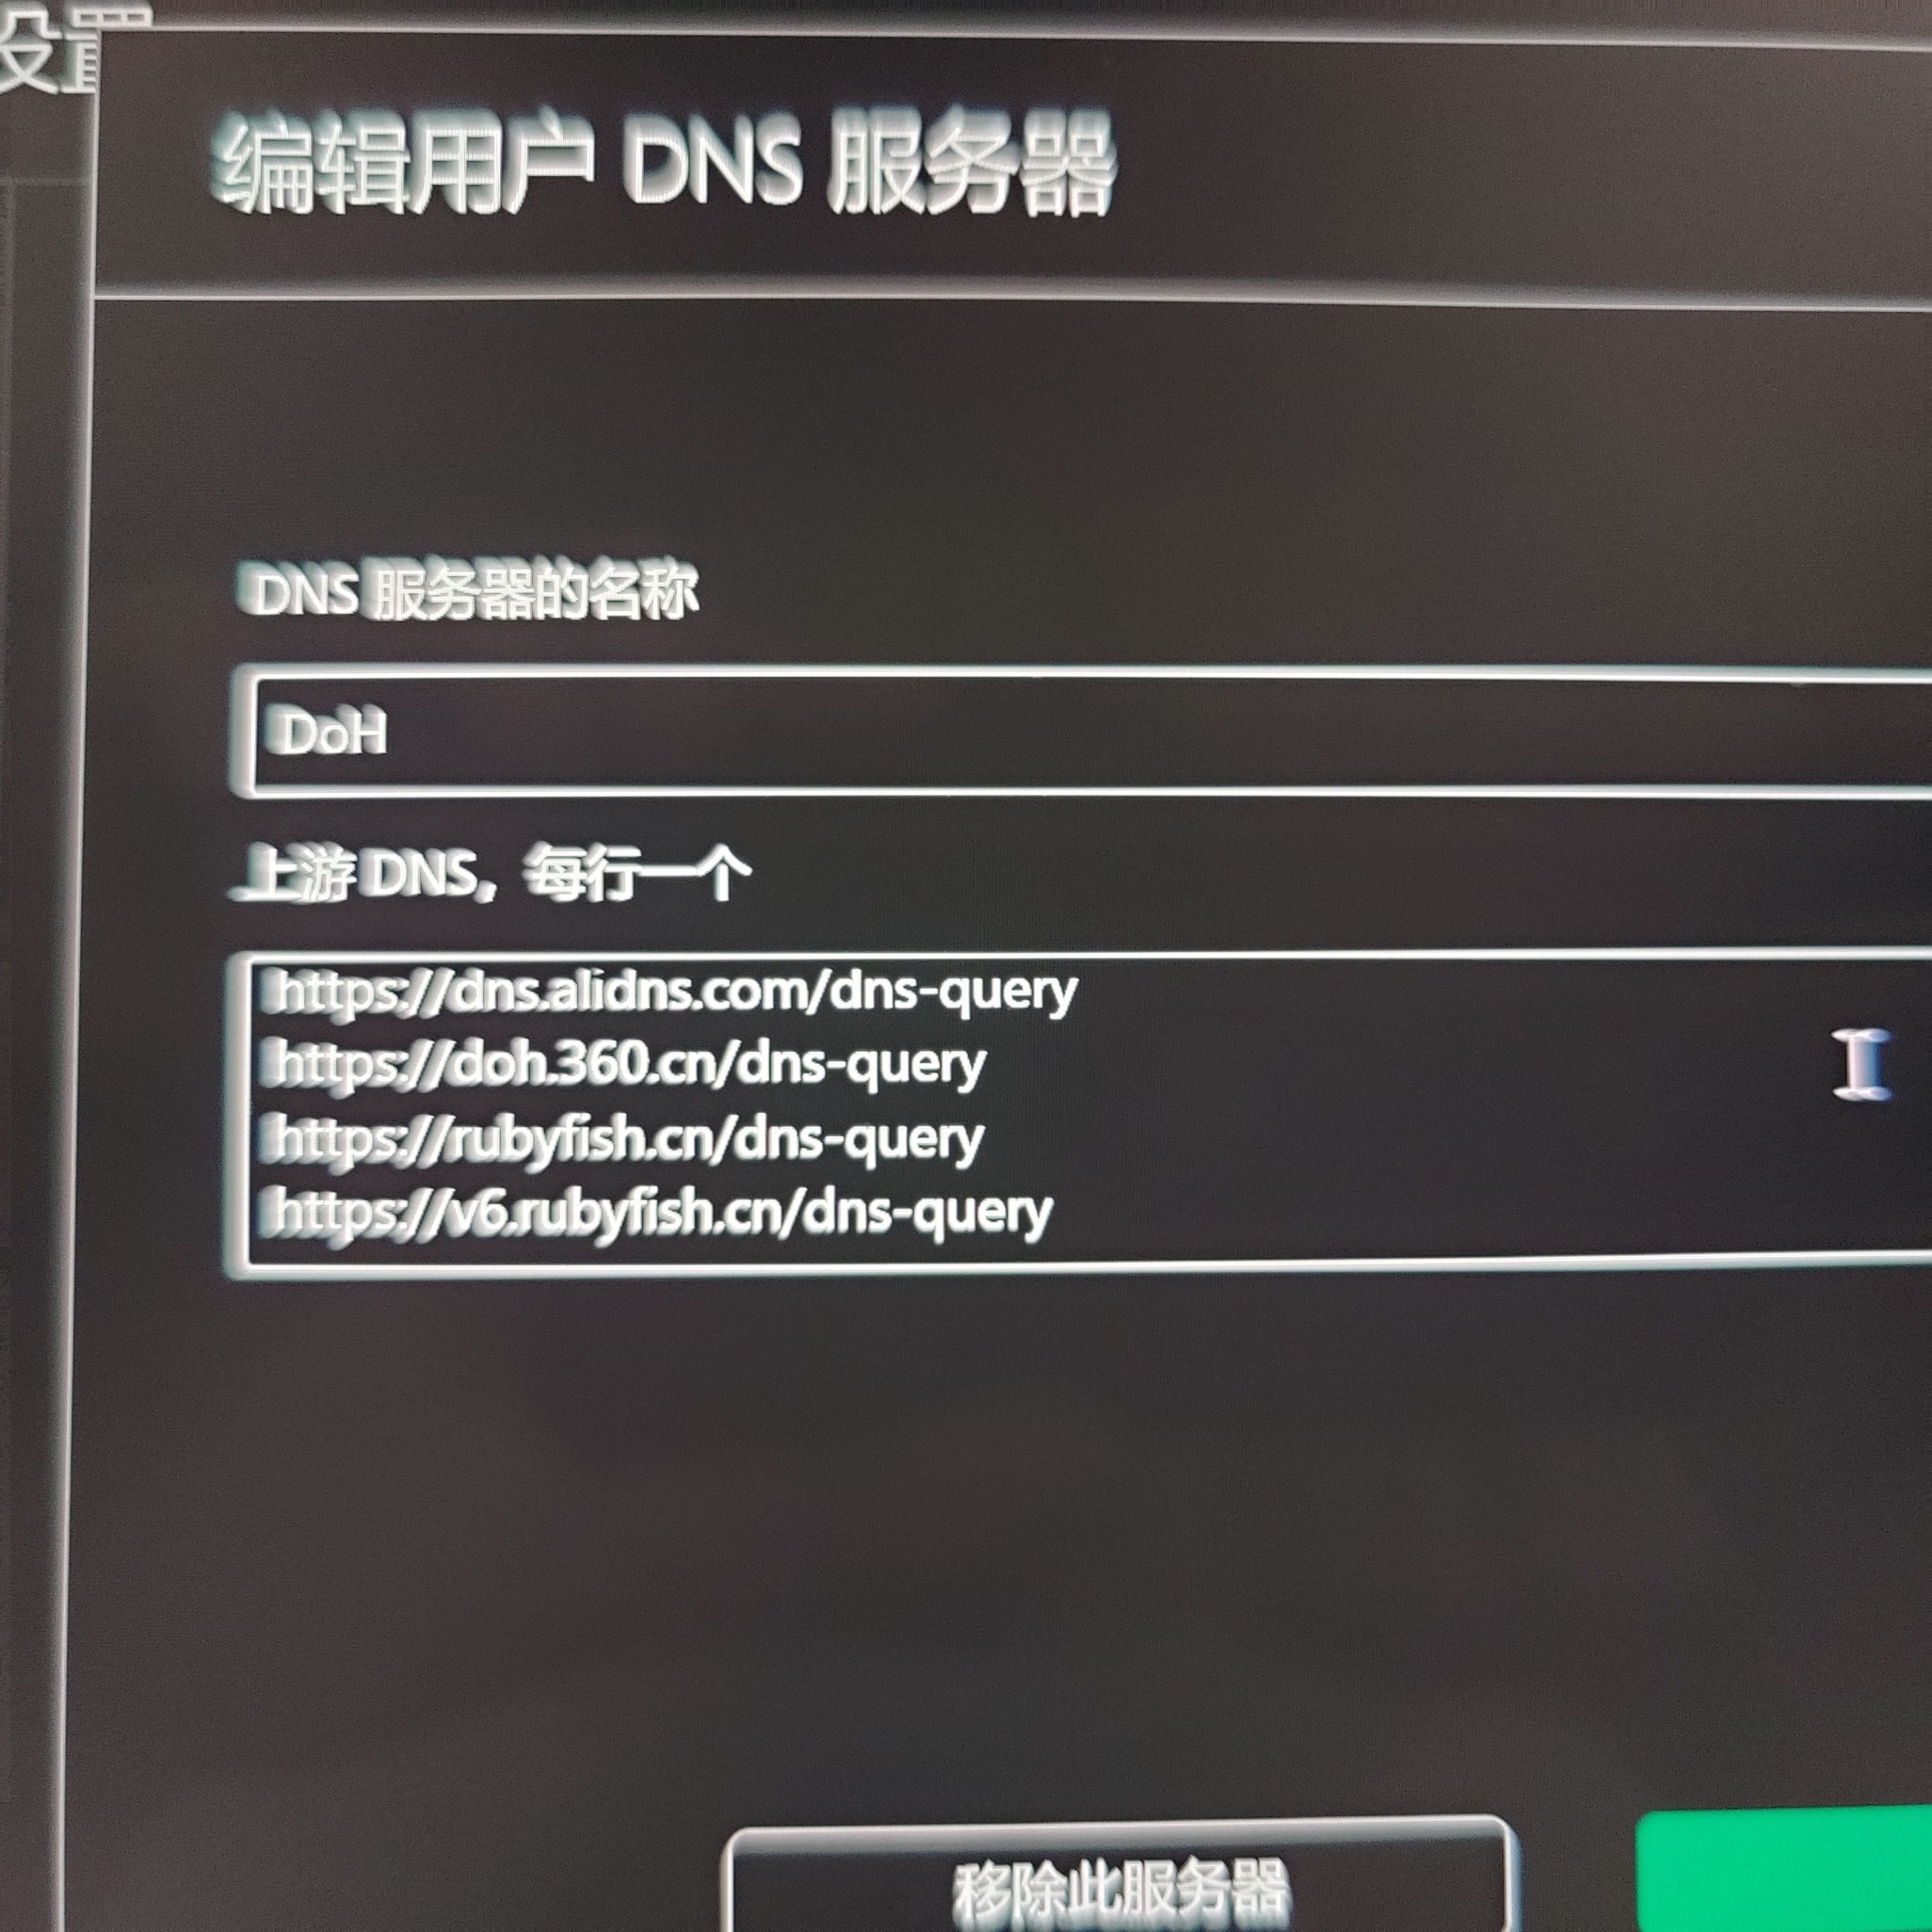 设置
编辑用户 DNS 服务器
DNS 服务器的名称
DoH
上游 DNS，每行一个
https://dns.alidns.com/dns-query
https://doh.360.cn/dns-query
https://rubyfish.cn/dns-query
https://v6.rubyfish.cn/dns-query
移除此服务器